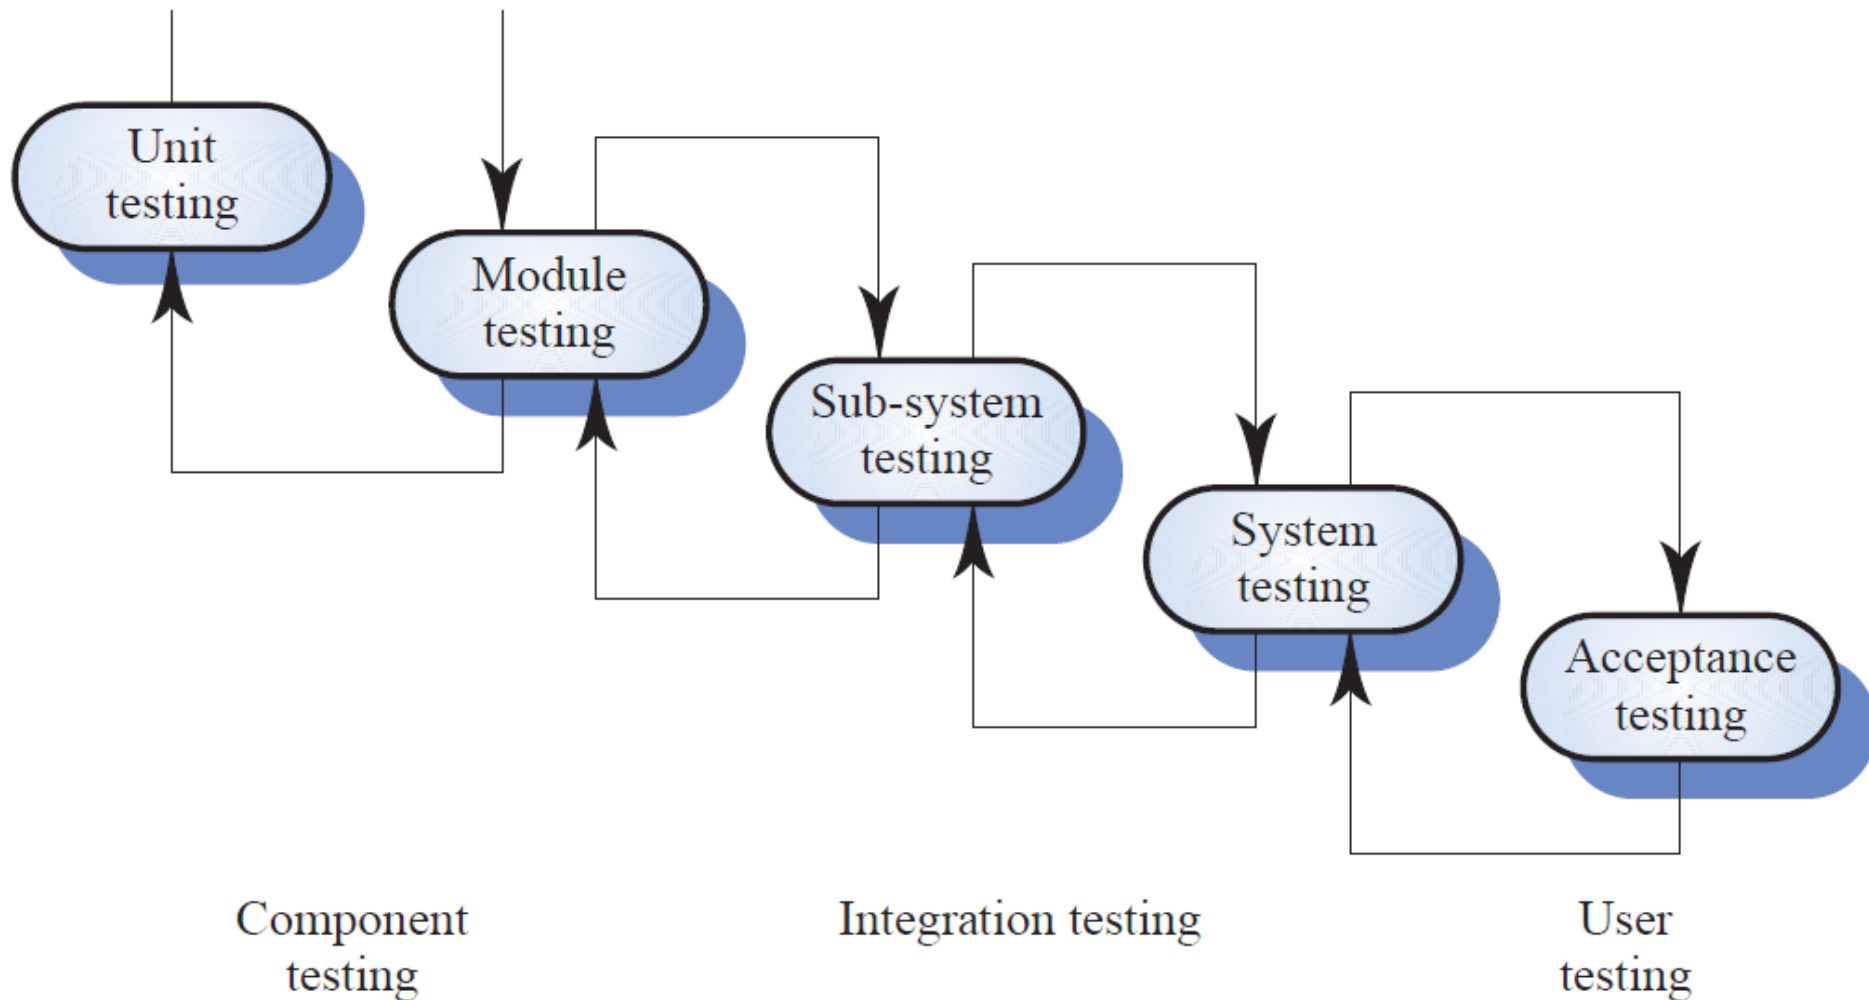 Unit
testing
Module
testing
Sub-system
testing
System
testing
Acceptance
testing
Component
testing
Integration testing
User
testing